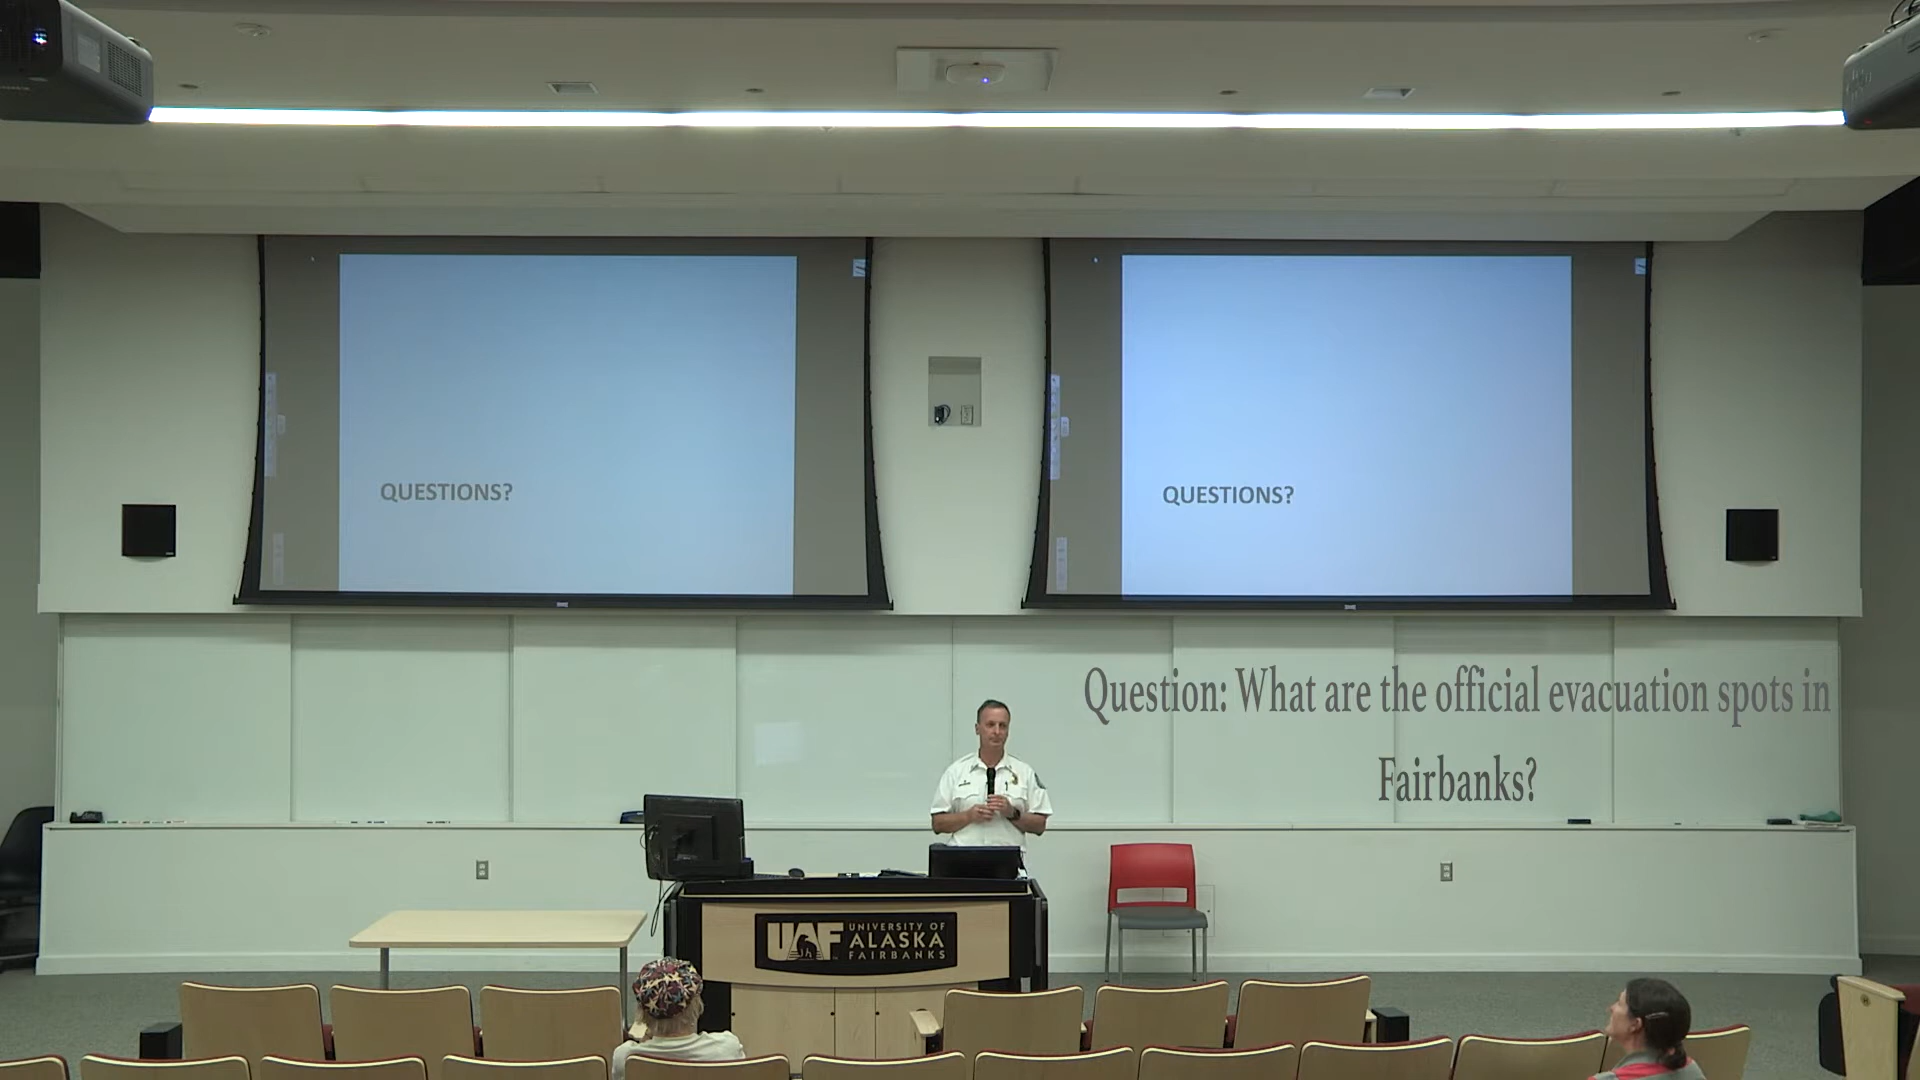 QUESTIONS?
QUESTIONS?
Question: What are the official evacuation spots in
Fairbanks?
UAF
UNIVERSITY OF
ALASKA
FAIRBANKS